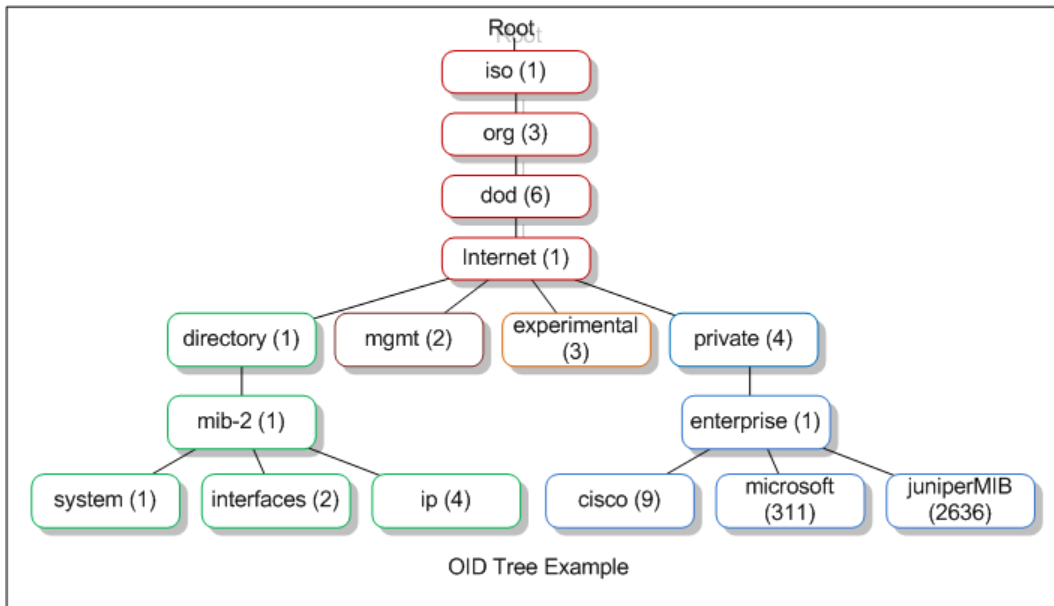 Root
iso (1)
org (3)
dod (6)
Internet (1)
directory (1)
mgmt (2)
experimental
(3)
private (4)
mib-2 (1)
enterprise (1)
system (1)
interfaces (2)
ip (4)
cisco (9)
microsoft
(311)
juniperMIB
(2636)
OID Tree Example